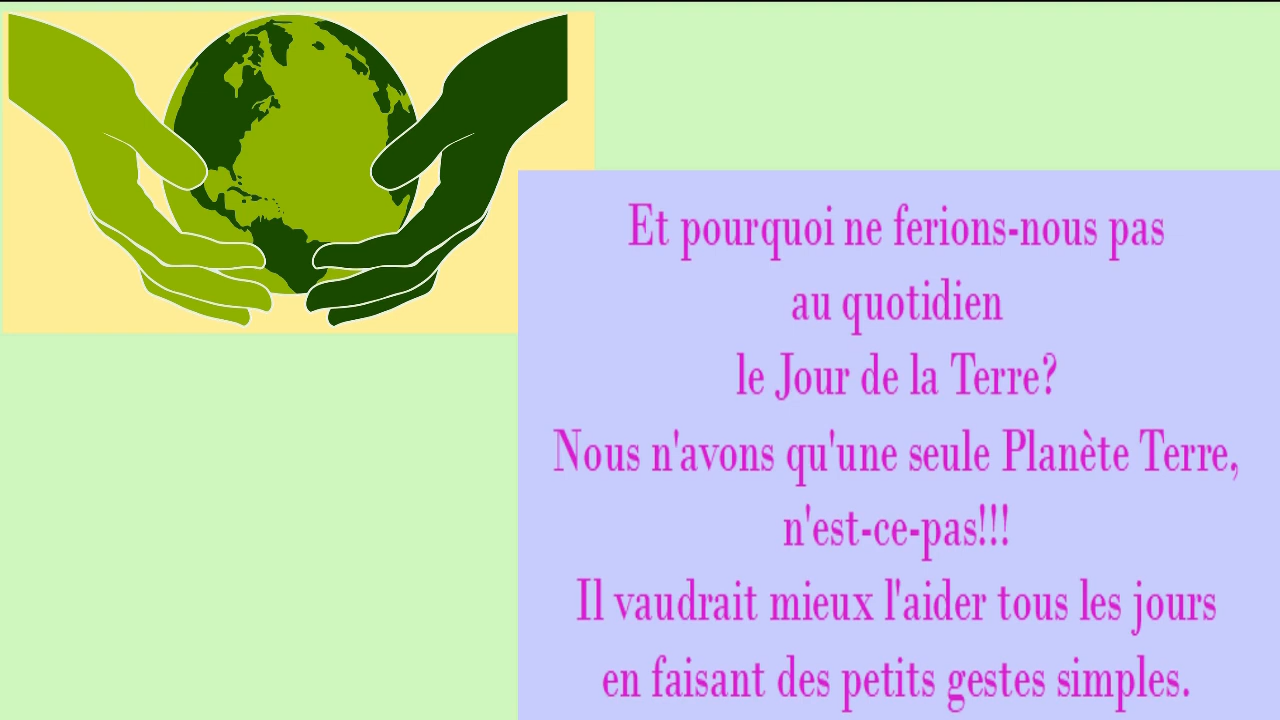 Et pourquoi ne ferions-nous pas
au quotidien
le Jour de la Terre?
Nous n'avons qu'une seule Planète Terre,
n'est-ce-pas!!!
Il vaudrait mieux l'aider tous les jours
en faisant des petits gestes simples.